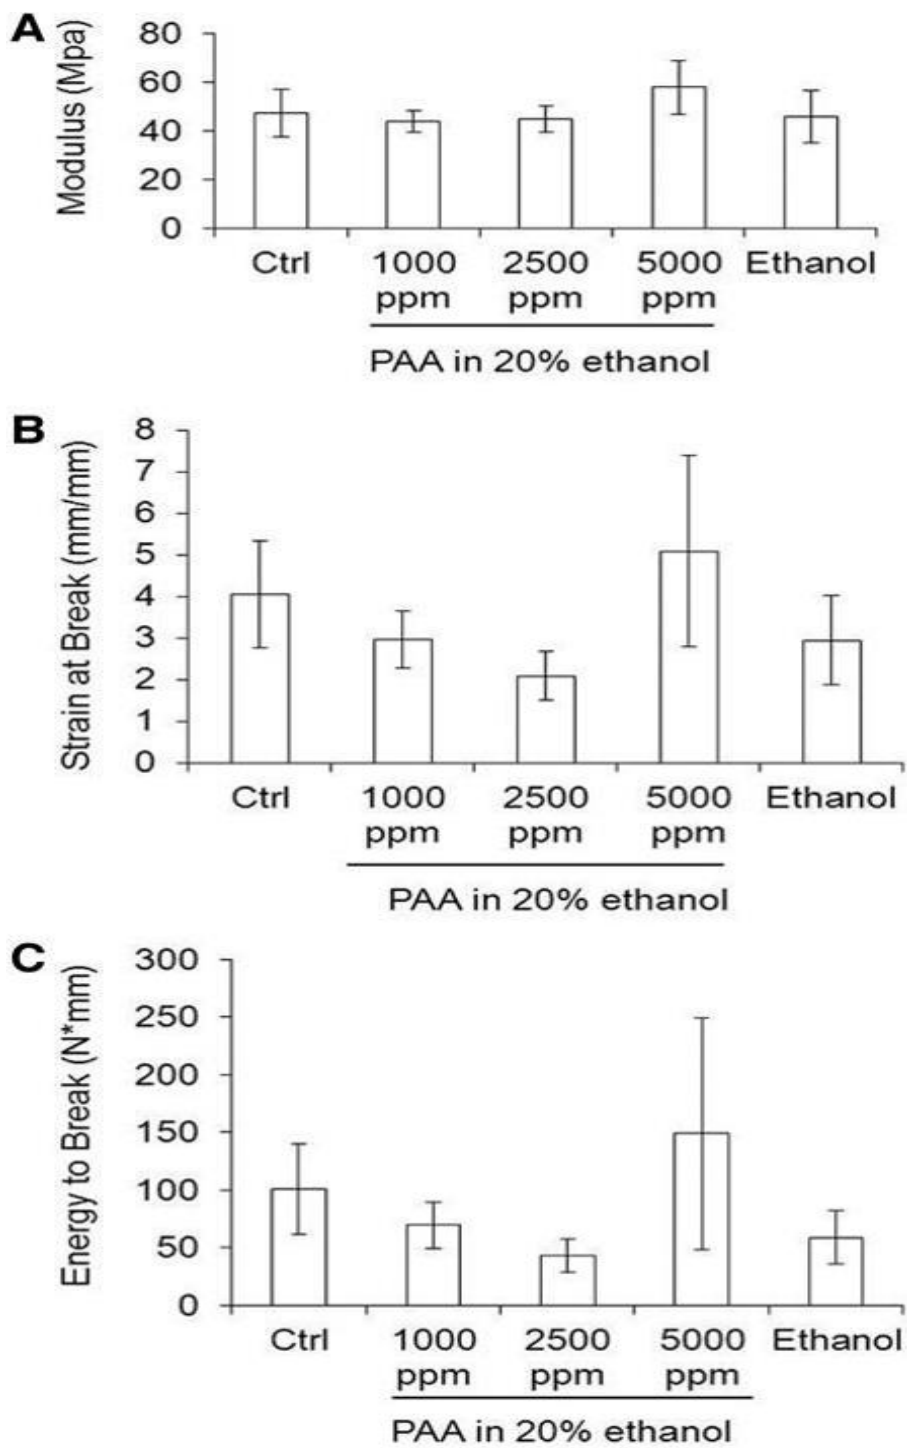 A
Modulus (Mpa)
80
60
40
20
0
Ctrl 1000 2500 5000 Ethanol
ppm ppm ppm
PAA in 20% ethanol
B
Strain at Break (mm/mm)
8
7
6
5
4
3
2
1
0
Ctrl 1000 2500 5000 Ethanol
ppm ppm ppm
PAA in 20% ethanol
C
Energy to Break (N*mm)
300
250
200
150
100
50
0
Ctrl 1000 2500 5000 Ethanol
ppm ppm ppm
PAA in 20% ethanol